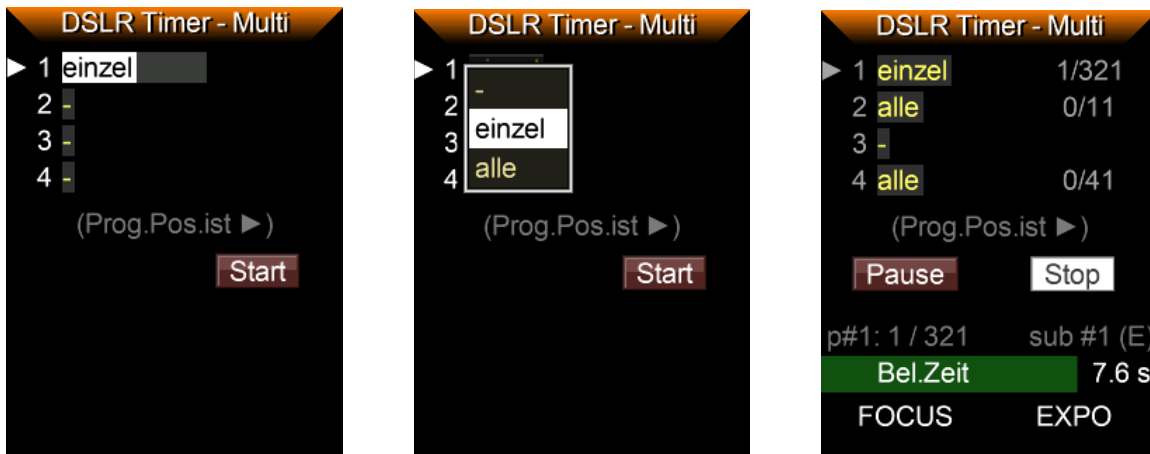 DSLR Timer - Multi
1 einzel
2 -
3 -
4 -
(Prog.Pos.ist ►)
Start
DSLR Timer - Multi
1
2 -
3 einzel
4 alle
(Prog.Pos.ist ►)
Start
DSLR Timer - Multi
1 einzel 1/321
2 alle 0/11
3 -
4 alle 0/41
(Prog.Pos.ist ►)
Pause Stop
p#1: 1 / 321 sub #1 (E)
Bel.Zeit 7.6 s
FOCUS EXPO